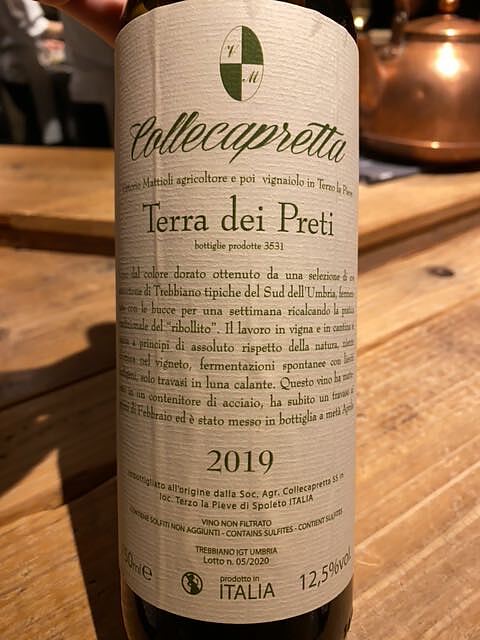 V
M
Collecapretta
Vittorio Mattioli agricoltore e poi vignaiolo in Terzo la Pieve
Terra dei Preti
bottiglie prodotte 3531
dal colore dorato ottenuto da una selezione di
di Trebbiano tipiche del Sud dell'Umbria,
con le bucce per una settimana ricalcando la pratica
del "ribollito". Il lavoro in vigna e in cantina
a principi di assoluto rispetto della natura,
nel vigneto, fermentazioni spontanee con lieviti
solo travasi in luna calante. Questo vino ha
in un contenitore di acciaio, ha subito un travaso
di Febbraio ed è stato messo in bottiglia a metà Aprile
2019
imbottigliato all'origine dalla Soc. Agr. Collecapretta SS in
loc. Terzo la Pieve di Spoleto ITALIA
VINO NON FILTRATO
CONTIENE SOLFITI NON AGGIUNTI - CONTAINS SULFITES - CONTIENT SULFITES
TREBBIANO IGT UMBRIA
Lotto n. 05/2020
50ml e
prodotto in
ITALIA
12,5%vol.